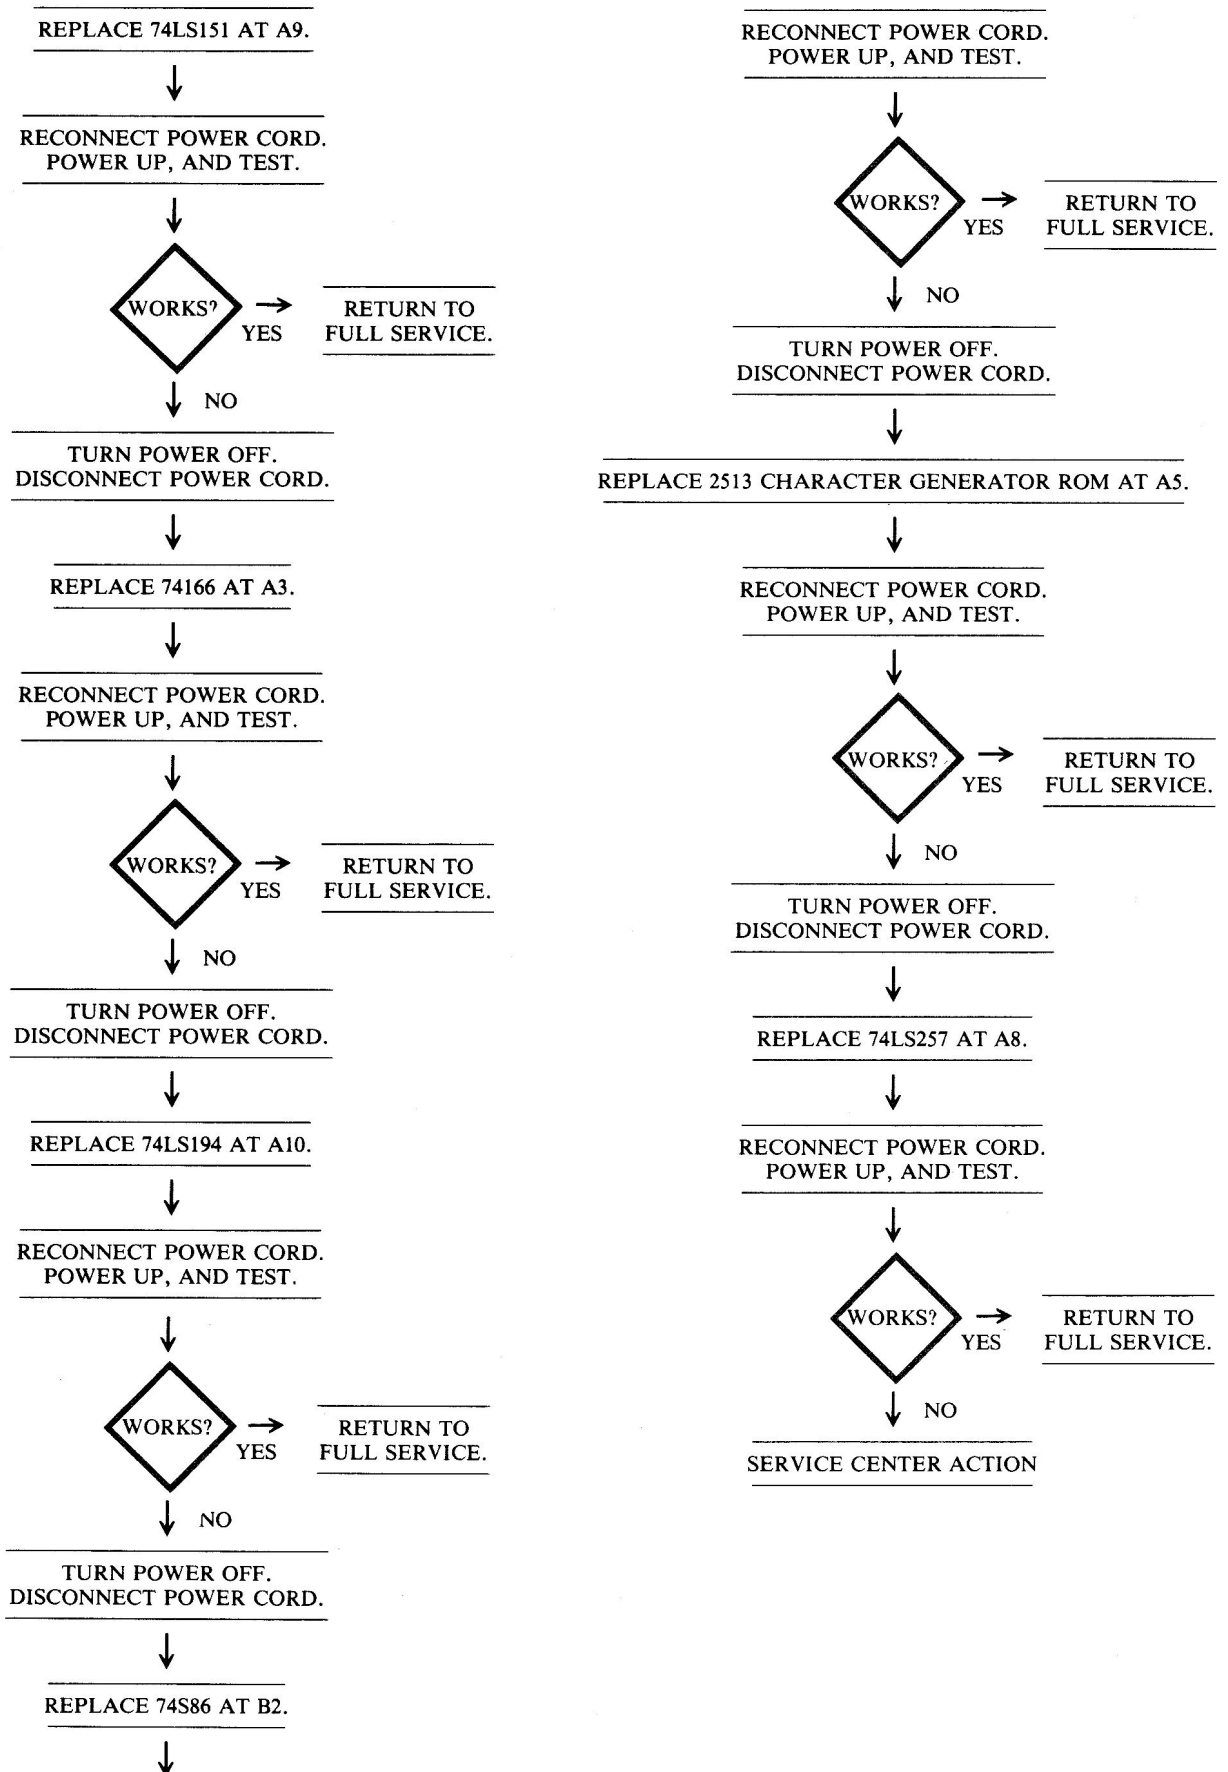 REPLACE 74LS151 AT A9.
RECONNECT POWER CORD.
POWER UP, AND TEST.
WORKS?
YES
RETURN TO
FULL SERVICE.
NO
TURN POWER OFF.
DISCONNECT POWER CORD.
REPLACE 74166 AT A3.
RECONNECT POWER CORD.
POWER UP, AND TEST.
WORKS?
YES
RETURN TO
FULL SERVICE.
NO
TURN POWER OFF.
DISCONNECT POWER CORD.
REPLACE 74LS194 AT A10.
RECONNECT POWER CORD.
POWER UP, AND TEST.
WORKS?
YES
RETURN TO
FULL SERVICE.
NO
TURN POWER OFF.
DISCONNECT POWER CORD.
REPLACE 74S86 AT B2.
RECONNECT POWER CORD.
POWER UP, AND TEST.
WORKS?
YES
RETURN TO
FULL SERVICE.
NO
TURN POWER OFF.
DISCONNECT POWER CORD.
REPLACE 2513 CHARACTER GENERATOR ROM AT A5.
RECONNECT POWER CORD.
POWER UP, AND TEST.
WORKS?
YES
RETURN TO
FULL SERVICE.
NO
TURN POWER OFF.
DISCONNECT POWER CORD.
REPLACE 74LS257 AT A8.
RECONNECT POWER CORD.
POWER UP, AND TEST.
WORKS?
YES
RETURN TO
FULL SERVICE.
NO
SERVICE CENTER ACTION